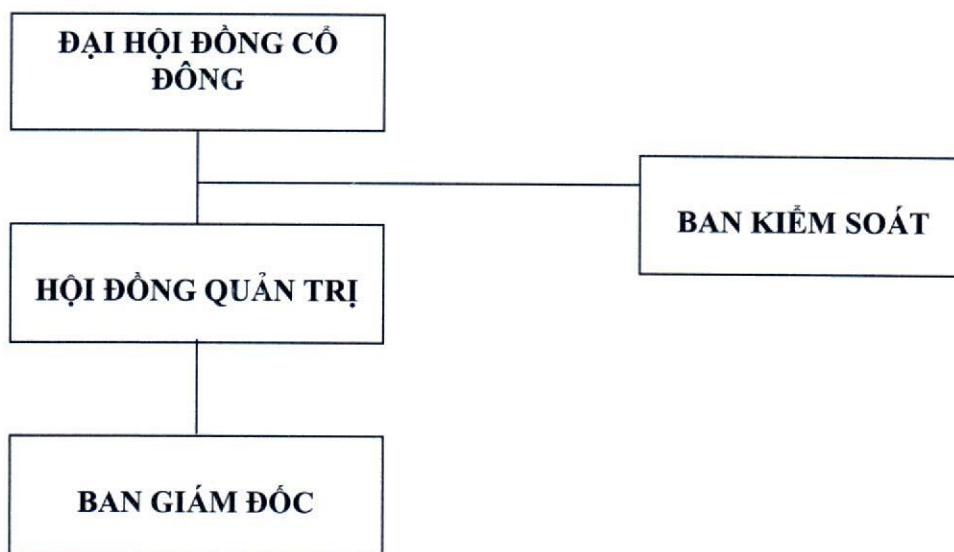 ĐẠI HỘI ĐỒNG CỔ
ĐÔNG
BAN KIỂM SOÁT
HỘI ĐỒNG QUẢN TRỊ
BAN GIÁM ĐỐC